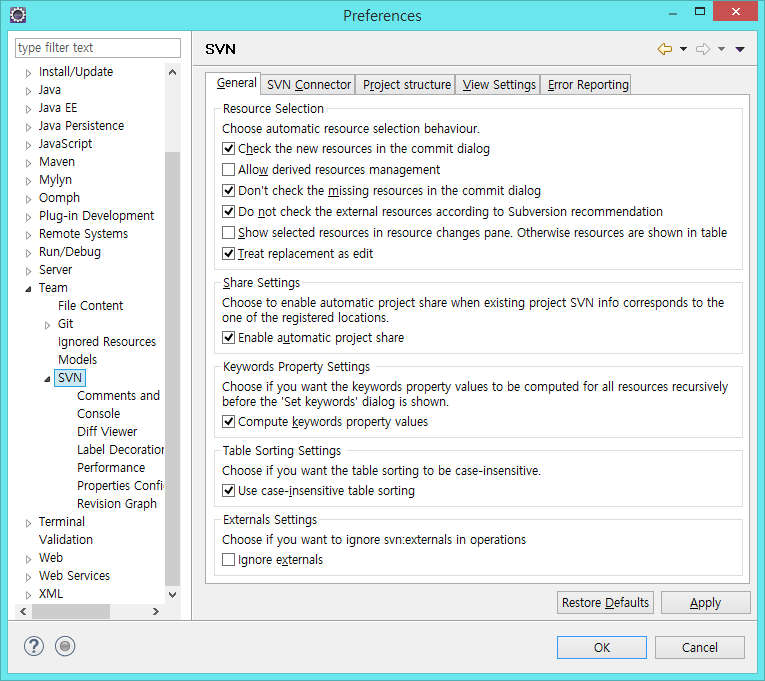 Preferences
type filter text
Install/Update
Java
Java EE
Java Persistence
JavaScript
Maven
Mylyn
Oomph
Plug-in Development
Remote Systems
Run/Debug
Server
Team
File Content
Git
Ignored Resources
Models
SVN
Comments and
Console
Diff Viewer
Label Decoration
Performance
Properties Confi
Revision Graph
Terminal
Validation
Web
Web Services
XML
SVN
General SVN Connector Project structure View Settings Error Reporting
Resource Selection
Choose automatic resource selection behaviour.
Check the new resources in the commit dialog
Allow derived resources management
Don't check the missing resources in the commit dialog
Do not check the external resources according to Subversion recommendation
Show selected resources in resource changes pane. Otherwise resources are shown in table
Treat replacement as edit
Share Settings
Choose to enable automatic project share when existing project SVN info corresponds to the
one of the registered locations.
Enable automatic project share
Keywords Property Settings
Choose if you want the keywords property values to be computed for all resources recursively
before the 'Set keywords' dialog is shown.
Compute keywords property values
Table Sorting Settings
Choose if you want the table sorting to be case-insensitive.
Use case-insensitive table sorting
Externals Settings
Choose if you want to ignore svn:externals in operations
Ignore externals
Restore Defaults Apply
? OK Cancel